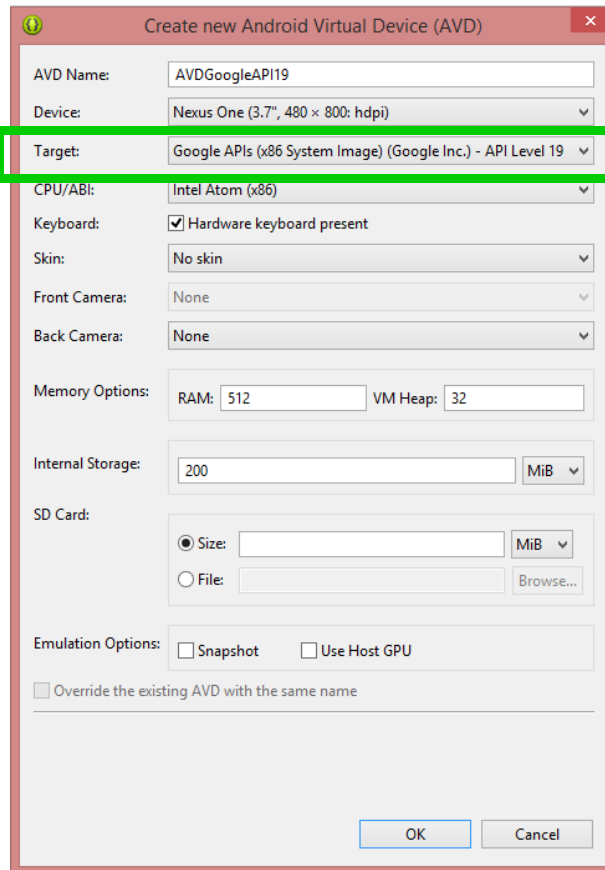 Create new Android Virtual Device (AVD)
AVD Name: AVDGoogleAPI19
Device: Nexus One (3.7", 480 × 800: hdpi)
Target: Google APIs (x86 System Image) (Google Inc.) - API Level 19
CPU/ABI: Intel Atom (x86)
Keyboard: Hardware keyboard present
Skin: No skin
Front Camera: None
Back Camera: None
Memory Options: RAM: 512 VM Heap: 32
Internal Storage: 200 MiB
SD Card:
Size: MiB
File: Browse...
Emulation Options: Snapshot Use Host GPU
Override the existing AVD with the same name
OK Cancel